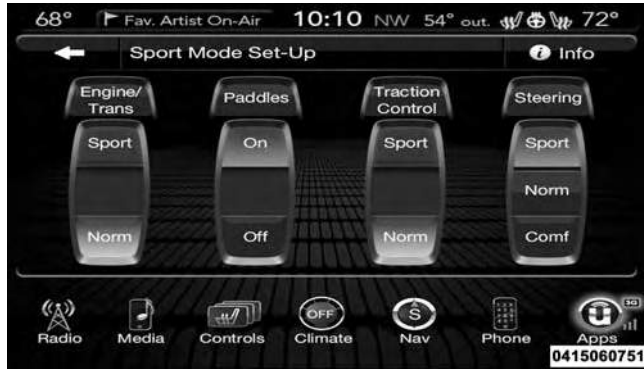 68° Fav. Artist On-Air 10:10 NW 54° out. 72°
Sport Mode Set-Up Info
Engine/ Paddles Traction Steering
Trans Control
Sport On Sport Sport
Norm
Norm Off Norm Comf
OFF S 3G
Radio Media Controls Climate Nav Phone Apps
0415060751